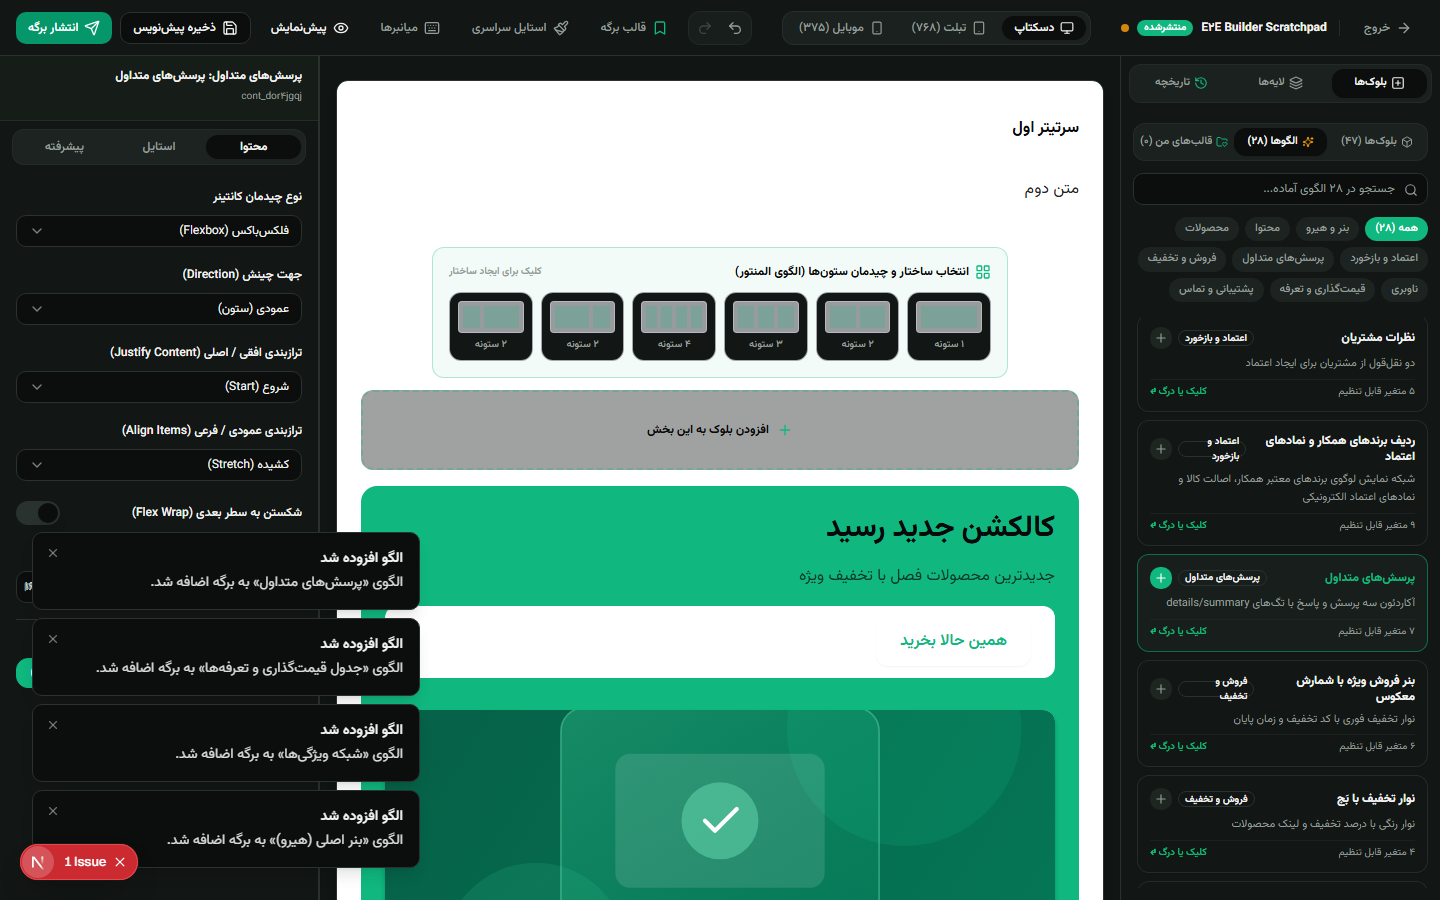 خروج
E2E Builder Scratchpad
منتشرشده
دسکتاپ
تبلت (۷۶۸)
موبایل (۳۷۵)
قالب برگه
استایل سراسری
میانبرها
پیش‌نمایش
ذخیره پیش‌نویس
انتشار برگه
بلوک‌ها
لایه‌ها
تاریخچه
بلوک‌ها (۴۷)
الگوها (۲۸)
قالب‌های من (۰)
جستجو در ۲۸ الگوی آماده...
همه (۲۸)
بنر و هیرو
محتوا
محصولات
اعتماد و بازخورد
پرسش‌های متداول
فروش و تخفیف
ناوبری
قیمت‌گذاری و تعرفه
پشتیبانی و تماس
نظرات مشتریان
اعتماد و بازخورد
دو نقل‌قول از مشتریان برای ایجاد اعتماد
۵ متغیر قابل تنظیم
کلیک یا درگ
ردیف برندهای همکار و نمادهای
اعتماد
اعتماد و
بازخورد
شبکه نمایش لوگوی برندهای معتبر همکار، اصالت کالا و
نمادهای اعتماد الکترونیکی
۹ متغیر قابل تنظیم
کلیک یا درگ
پرسش‌های متداول
پرسش‌های متداول
آکاردئون سه پرسش و پاسخ با تگ‌های details/summary
۷ متغیر قابل تنظیم
کلیک یا درگ
بنر فروش ویژه با شمارش
معکوس
فروش و
تخفیف
نوار تخفیف فوری با کد تخفیف و زمان پایان
۶ متغیر قابل تنظیم
کلیک یا درگ
نوار تخفیف با بَج
فروش و تخفیف
نوار رنگی با درصد تخفیف و لینک محصولات
۴ متغیر قابل تنظیم
کلیک یا درگ
سرتیتر اول
متن دوم
انتخاب ساختار و چیدمان ستون‌ها (الگوی المنتور)
کلیک برای ایجاد ساختار
۱ ستونه
۲ ستونه
۳ ستونه
۴ ستونه
۲ ستونه
۲ ستونه
افزودن بلوک به این بخش
کالکشن جدید رسید
جدیدترین محصولات فصل با تخفیف ویژه
همین حالا بخرید
پرسش‌های متداول: پرسش‌های متداول
cont_dor۴jgqj
محتوا
استایل
پیشرفته
نوع چیدمان کانتینر
فلکس‌باکس (Flexbox)
جهت چینش (Direction)
عمودی (ستون)
ترازبندی افقی / اصلی (Justify Content)
شروع (Start)
ترازبندی عمودی / فرعی (Align Items)
کشیده (Stretch)
شکستن به سطر بعدی (Flex Wrap)
الگو افزوده شد
الگوی «پرسش‌های متداول» به برگه اضافه شد.
الگو افزوده شد
الگوی «جدول قیمت‌گذاری و تعرفه‌ها» به برگه اضافه شد.
الگو افزوده شد
الگوی «شبکه ویژگی‌ها» به برگه اضافه شد.
الگو افزوده شد
الگوی «بنر اصلی (هیرو)» به برگه اضافه شد.
N 1 Issue